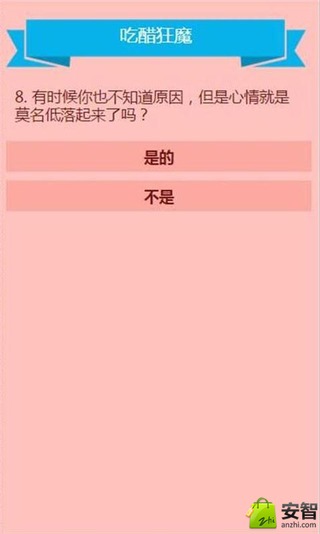 吃醋狂魔
8. 有时候你也不知道原因，但是心情就是
莫名低落起来了吗？
是的
不是
安智
anzhi.com